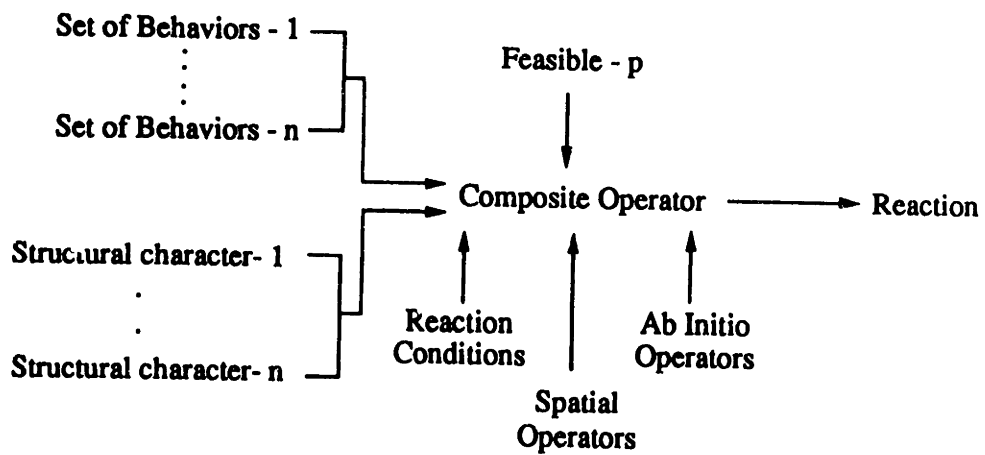 Set of Behaviors - 1
Set of Behaviors - n
Feasible - p
Composite Operator
Reaction
Structural character- 1
Structural character- n
Reaction
Conditions
Spatial
Operators
Ab Initio
Operators